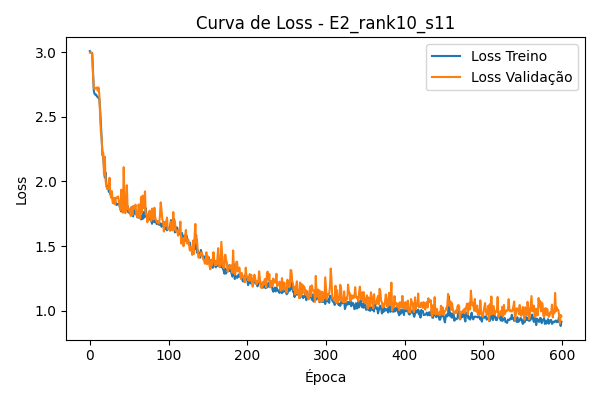 Curva de Loss - E2_rank10_s11
Loss Treino
Loss Validação
Loss
3.0
2.5
2.0
1.5
1.0
0 100 200 300 400 500 600
Época